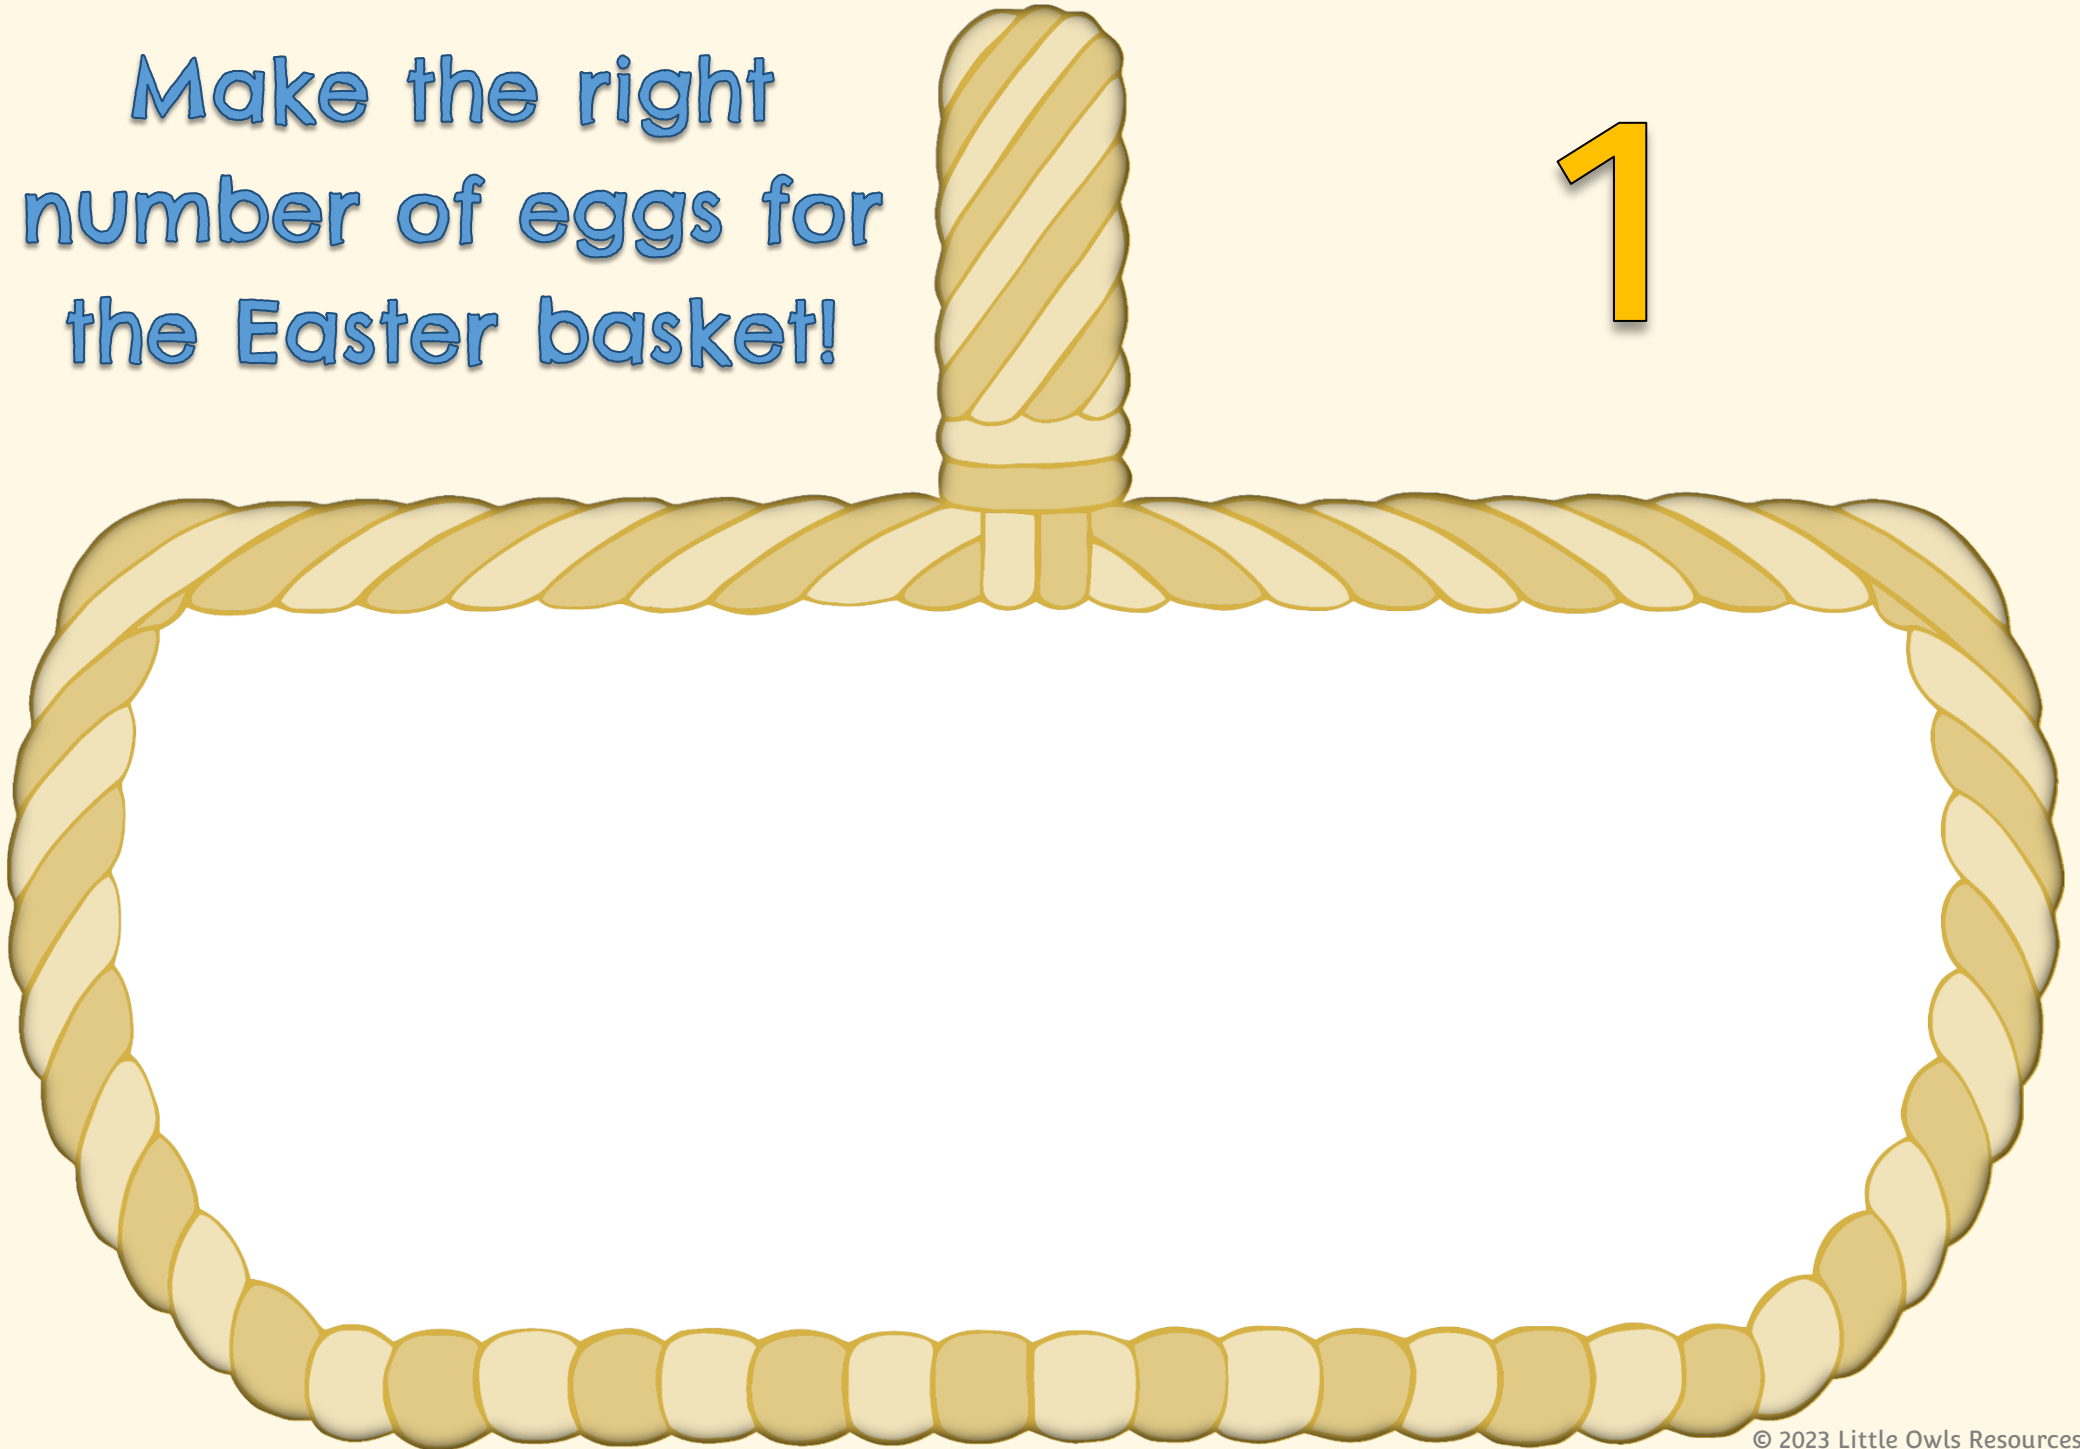 Make the right
number of eggs for
the Easter basket!
1
© 2023 Little Owls Resources